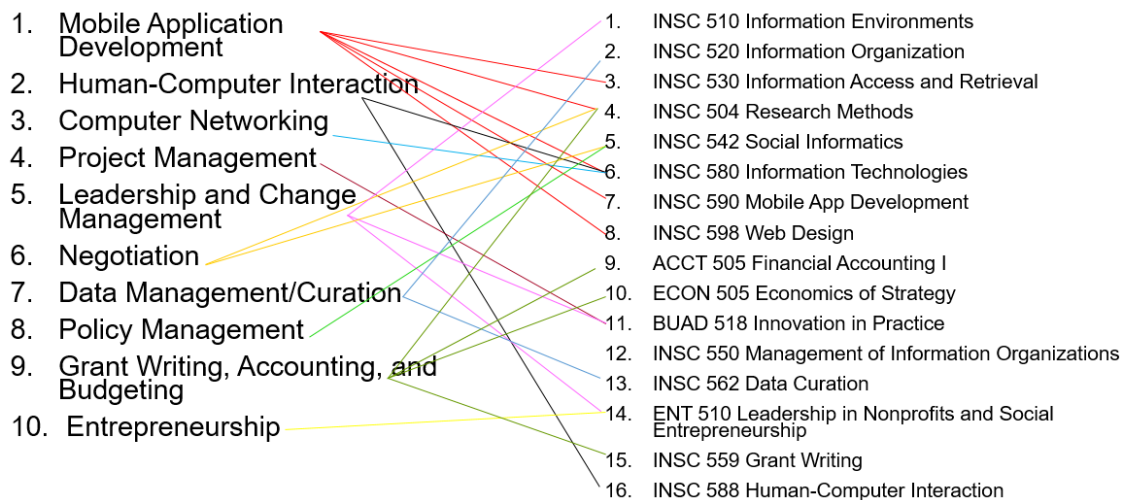 1. Mobile Application
Development
2. Human-Computer Interaction
3. Computer Networking
4. Project Management
5. Leadership and Change
Management
6. Negotiation
7. Data Management/Curation
8. Policy Management
9. Grant Writing, Accounting, and
Budgeting
10. Entrepreneurship
1. INSC 510 Information Environments
2. INSC 520 Information Organization
3. INSC 530 Information Access and Retrieval
4. INSC 504 Research Methods
5. INSC 542 Social Informatics
6. INSC 580 Information Technologies
7. INSC 590 Mobile App Development
8. INSC 598 Web Design
9. ACCT 505 Financial Accounting I
10. ECON 505 Economics of Strategy
11. BUAD 518 Innovation in Practice
12. INSC 550 Management of Information Organizations
13. INSC 562 Data Curation
14. ENT 510 Leadership in Nonprofits and Social
Entrepreneurship
15. INSC 559 Grant Writing
16. INSC 588 Human-Computer Interaction